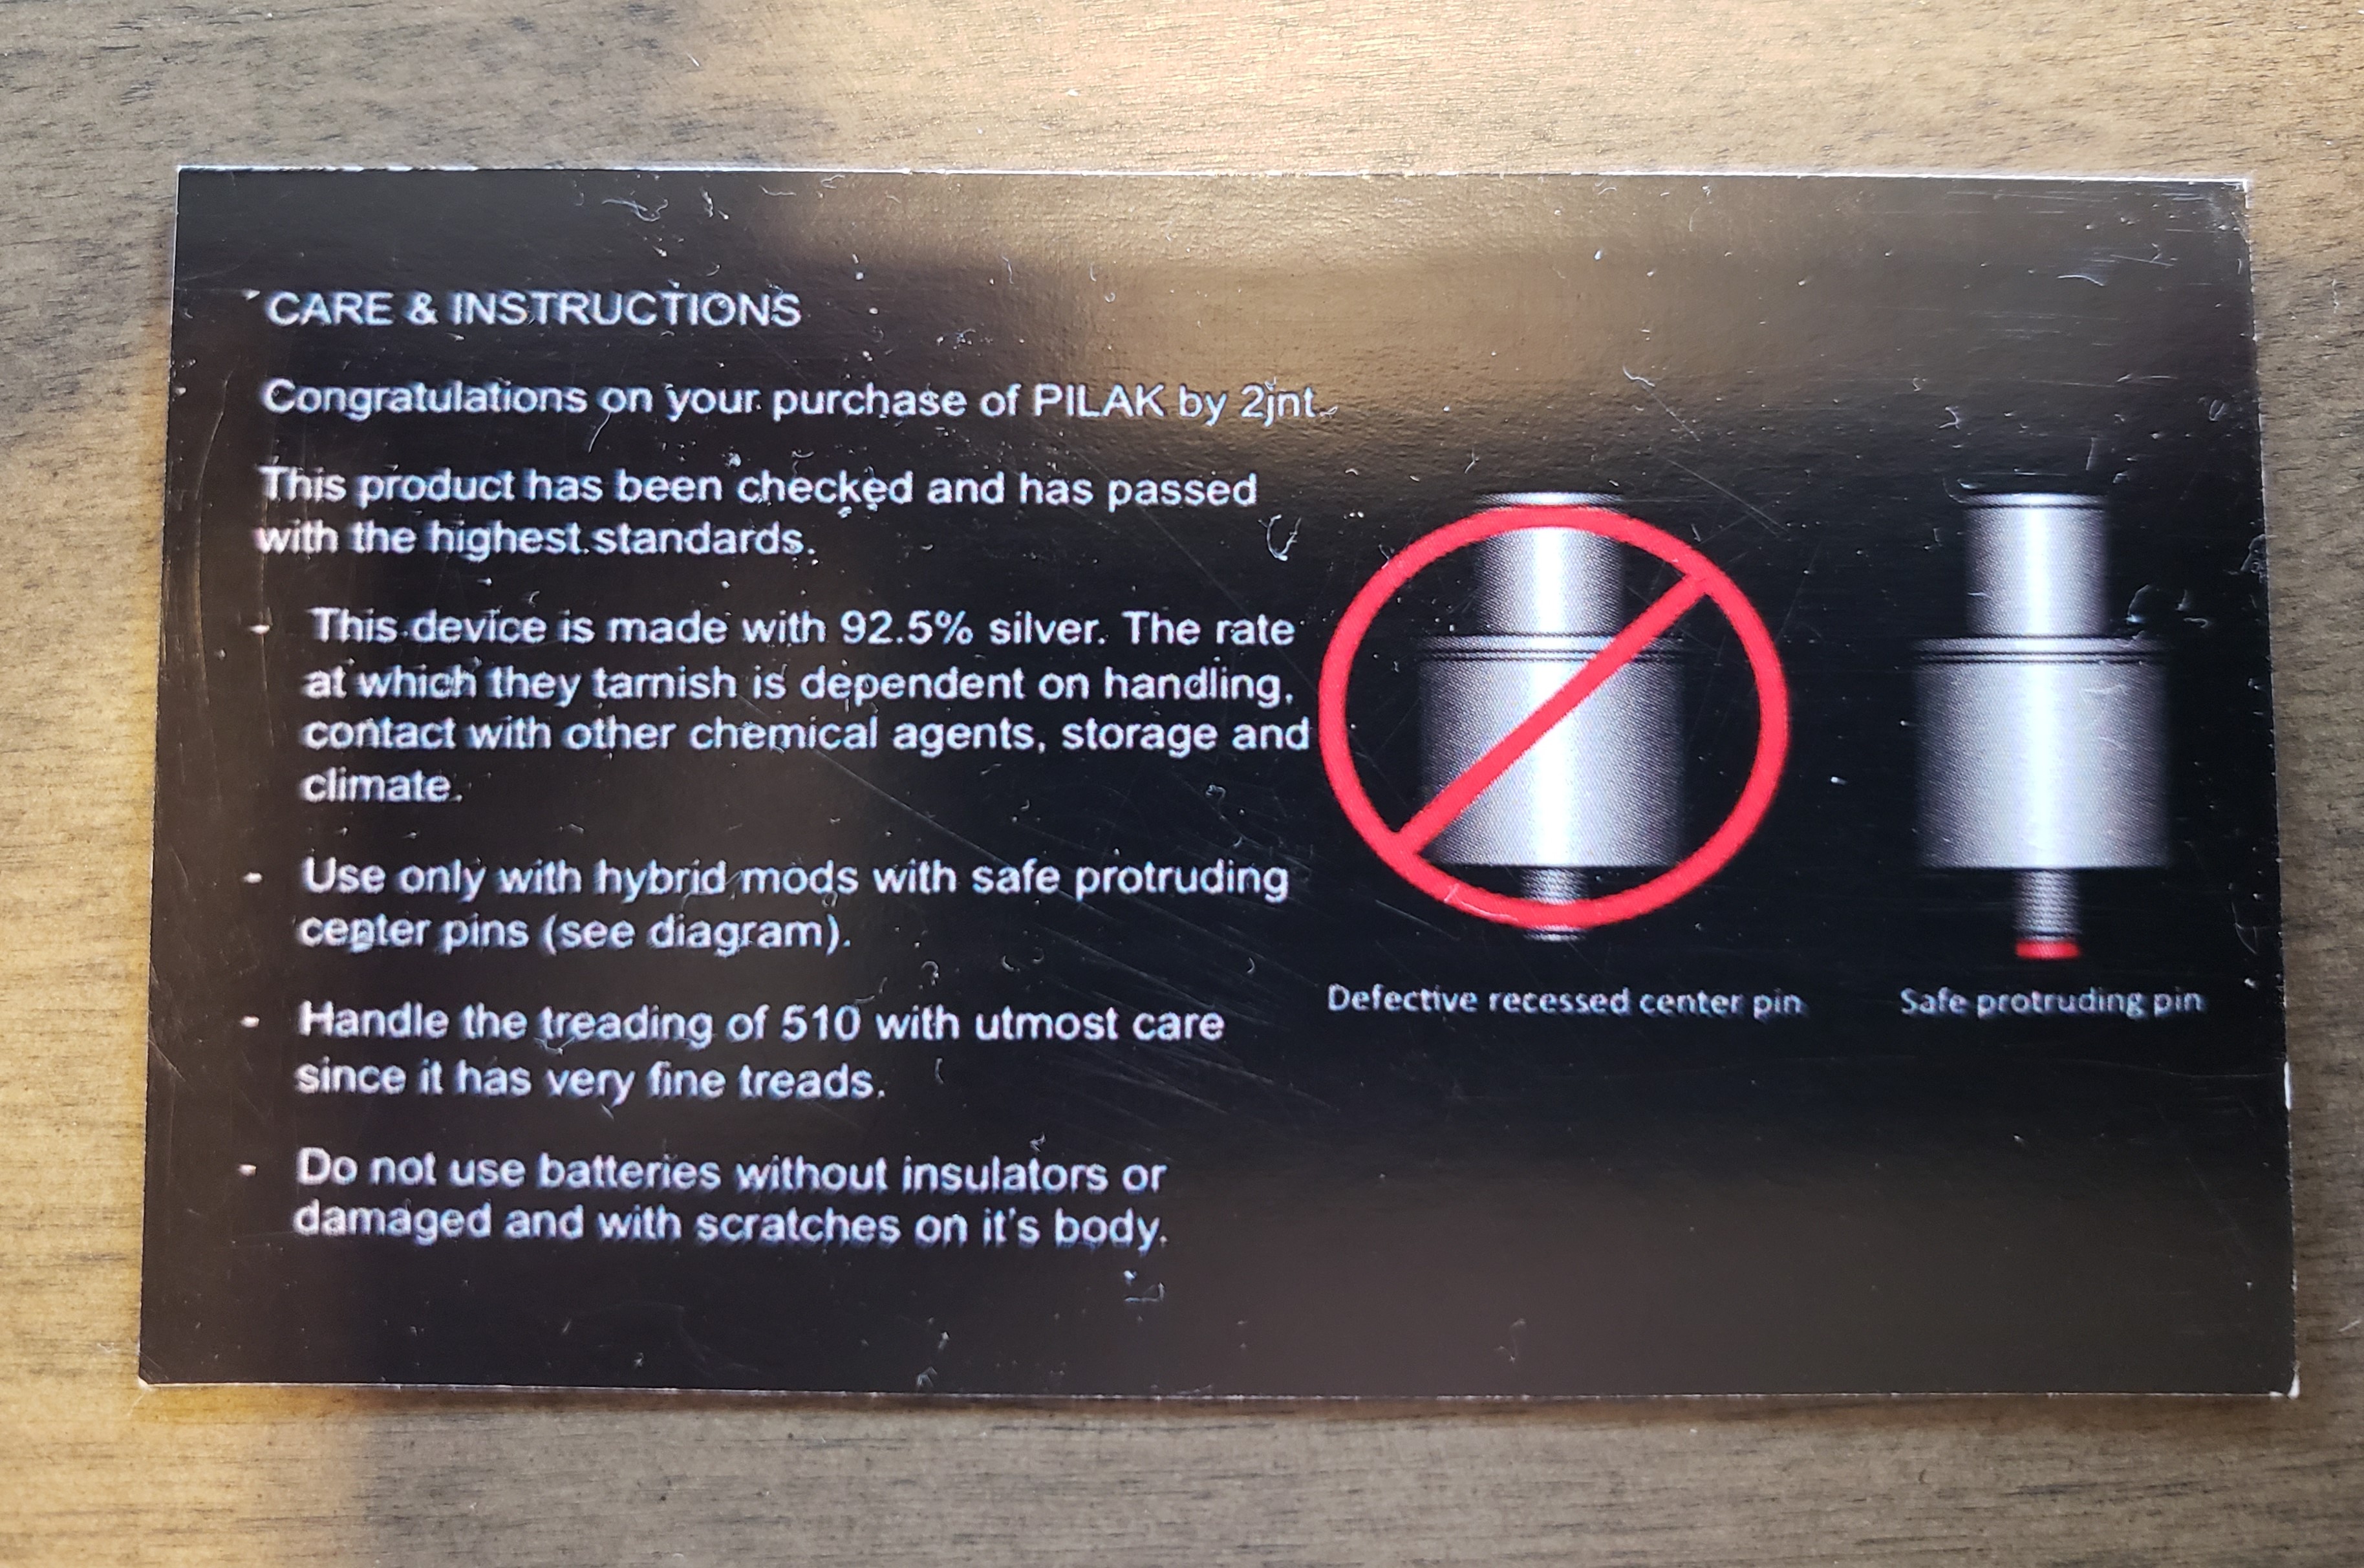 CARE & INSTRUCTIONS
Congratulations on your purchase of PILAK by 2jnt.
This product has been checked and has passed
with the highest standards.
- This device is made with 92.5% silver. The rate
at which they tarnish is dependent on handling,
contact with other chemical agents, storage and
climate.
- Use only with hybrid mods with safe protruding
center pins (see diagram).
- Handle the treading of 510 with utmost care
since it has very fine treads.
- Do not use batteries without insulators or
damaged and with scratches on it's body.
Defective recessed center pin
Safe protruding pin